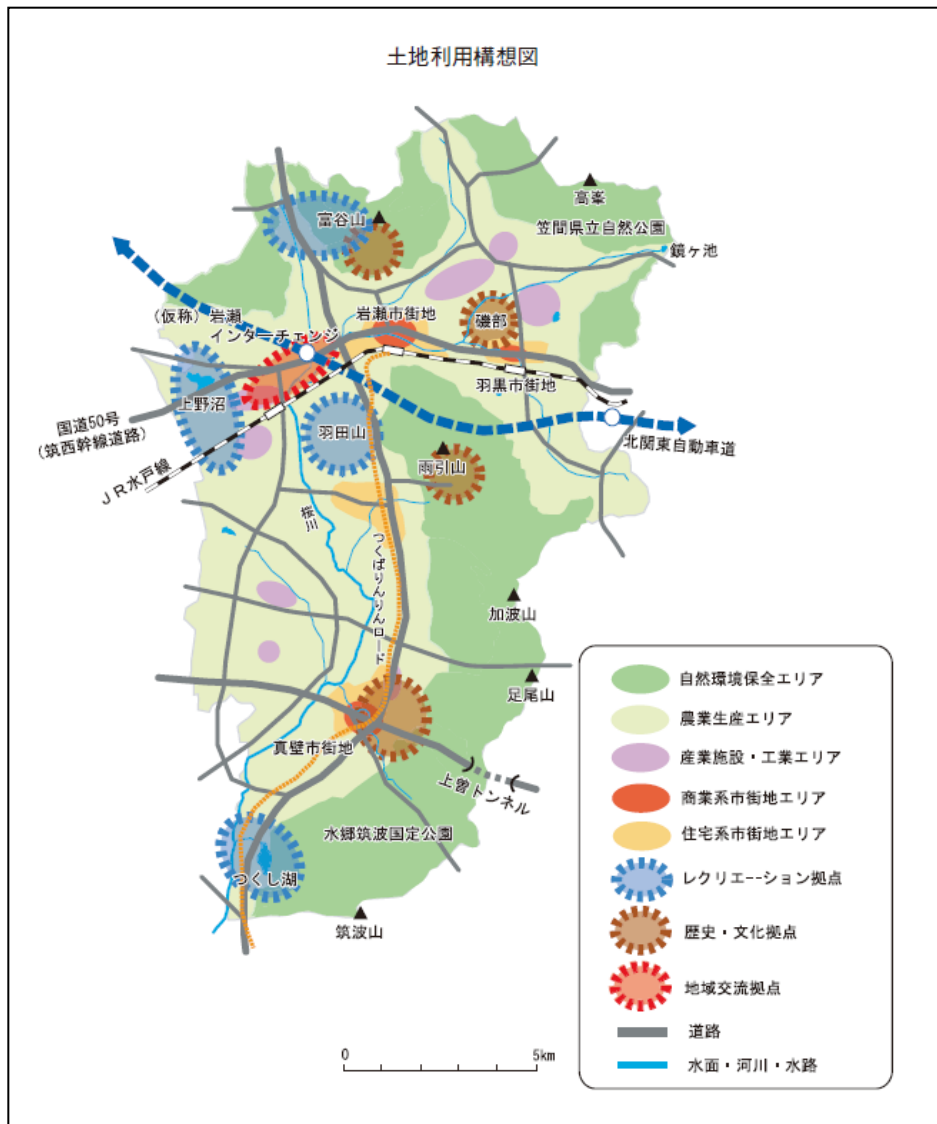 土地利用構想図
高峯
富谷山
笠間県立自然公園
鏡ヶ池
(仮称) 岩瀬
インターチェンジ
岩瀬市街地
磯部
羽黒市街地
上野沼
国道50号
(筑西幹線道路)
羽田山
北関東自動車道
雨引山
JR水戸線
桜川
つくばりんりんロード
加波山
足尾山
真壁市街地
上曽トンネル
水郷筑波国定公園
つくし湖
筑波山
自然環境保全エリア
農業生産エリア
産業施設・工業エリア
商業系市街地エリア
住宅系市街地エリア
レクリエーーション拠点
歴史・文化拠点
地域交流拠点
道路
水面・河川・水路
0 5km